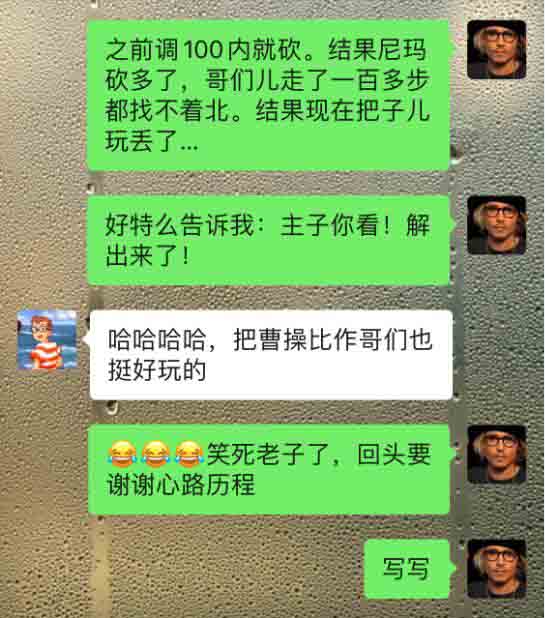 之前调100内就砍。结果尼玛
砍多了，哥们儿走了一百多步
都找不着北。结果现在把子儿
玩丢了...
好特么告诉我：主子你看！解
出来了！
哈哈哈哈，把曹操比作哥们也
挺好玩的
😂😂😂笑死老子了，回头要
谢谢心路历程
写写